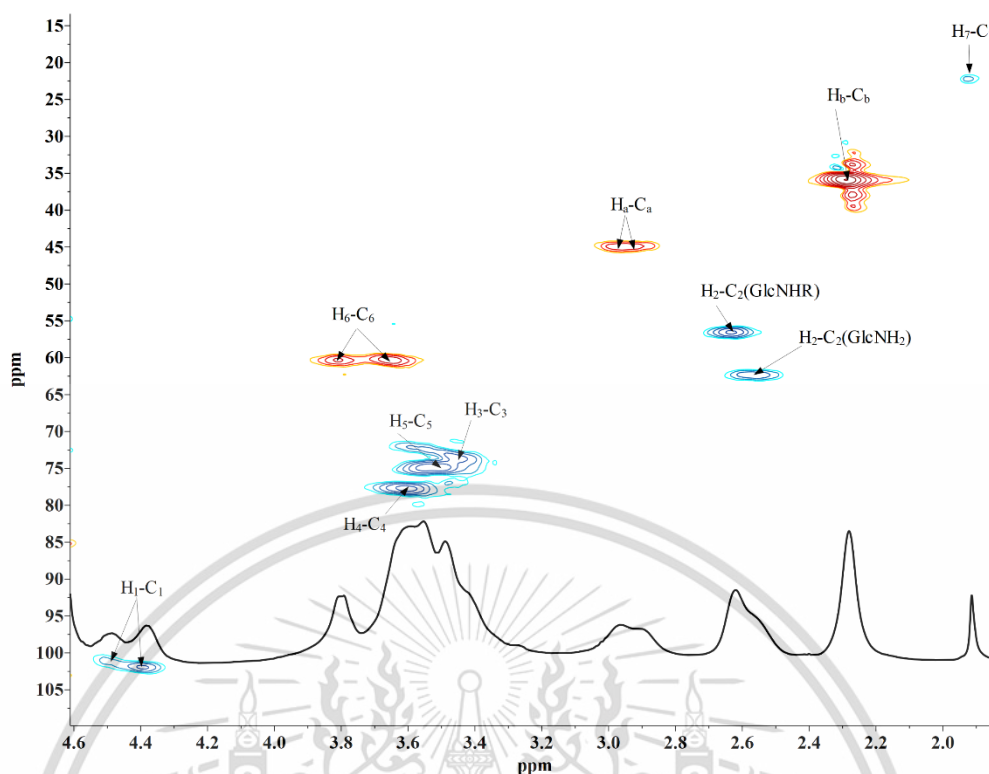 15
H₇-C
20
25
H_b-C_b
30
35
40
Hₐ-Cₐ
45
50
H₂-C₂(GlcNHR)
55
H₆-C₆
H₂-C₂(GlcNH₂)
60
ppm
65
H₅-C₅
H₃-C₃
70
75
80
H₄-C₄
85
90
H₁-C₁
95
100
105
4.6 4.4 4.2 4.0 3.8 3.6 3.4 3.2 3.0 2.8 2.6 2.4 2.2 2.0
ppm